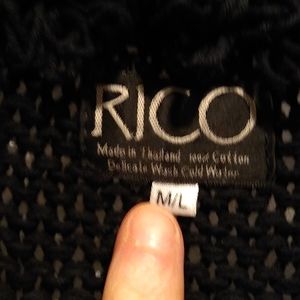 RICO
Made in Thailand 100% Cotton
Delicate Wash Cold Water
M/L